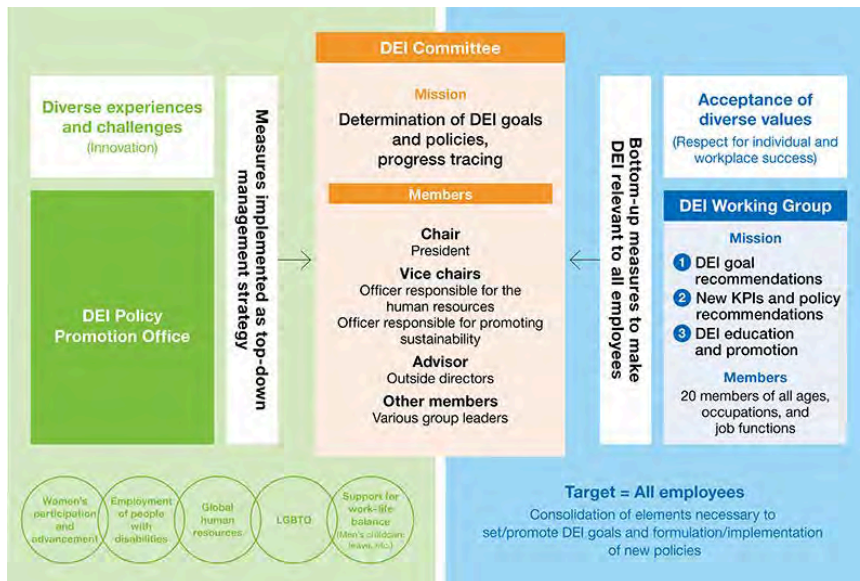 Diverse experiences
and challenges
(Innovation)
DEI Policy
Promotion Office
Measures implemented as top-down
management strategy
DEI Committee
Mission
Determination of DEI goals
and policies,
progress tracing
Members
Chair
President
Vice chairs
Officer responsible for the
human resources
Officer responsible for promoting
sustainability
Advisor
Outside directors
Other members
Various group leaders
Bottom-up measures to make
DEI relevant to all employees
Acceptance of
diverse values
(Respect for individual and
workplace success)
DEI Working Group
Mission
1 DEI goal
recommendations
2 New KPIs and policy
recommendations
3 DEI education
and promotion
Members
20 members of all ages,
occupations, and
job functions
Women's
participation and
advancement
Employment
of people
with
disabilities
Global
human
resources
LGBTQ
Support for
work-life
balance
(Men's childcare
leave, etc.)
Target = All employees
Consolidation of elements necessary to
set/promote DEI goals and formulation/implementation
of new policies